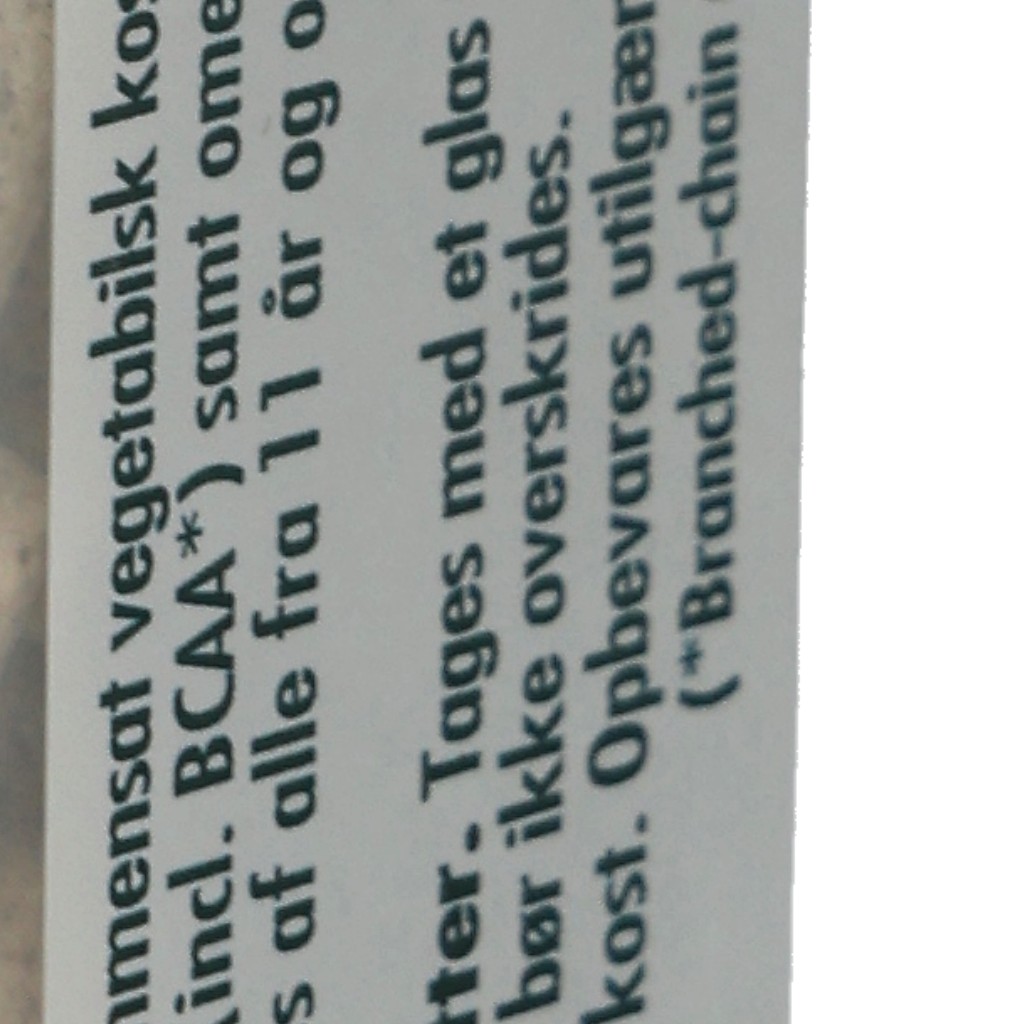 mmensat vegetabilsk kos
incl. BCAA*) samt ome
s af alle fra 11 år og o
tter. Tages med et glas
bør ikke overskrides.
kost. Opbevares utilgær
(*Branched-chain